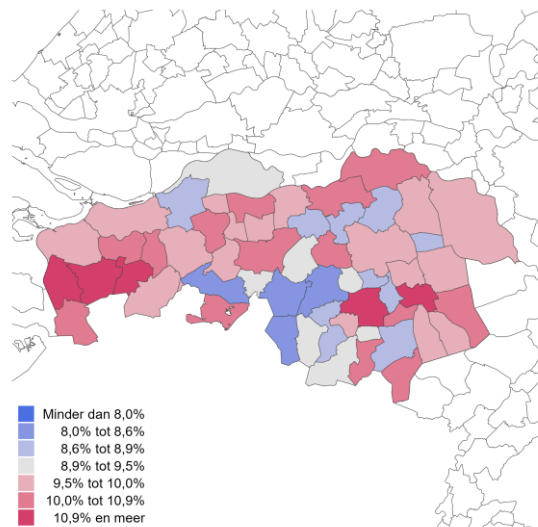 Minder dan 8,0%
8,0% tot 8,6%
8,6% tot 8,9%
8,9% tot 9,5%
9,5% tot 10,0%
10,0% tot 10,9%
10,9% en meer